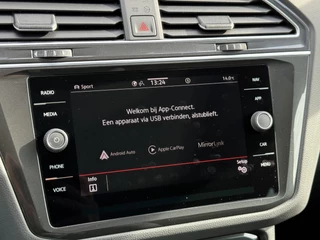 RADIO
Sport
13:24
14,0°C
NAV
MEDIA
APP
Welkom bij App-Connect.
Een apparaat via USB verbinden, alstublieft.
PHONE
CAR
Android Auto
Apple CarPlay
MirrorLink
VOICE
Info
Setup
MENU